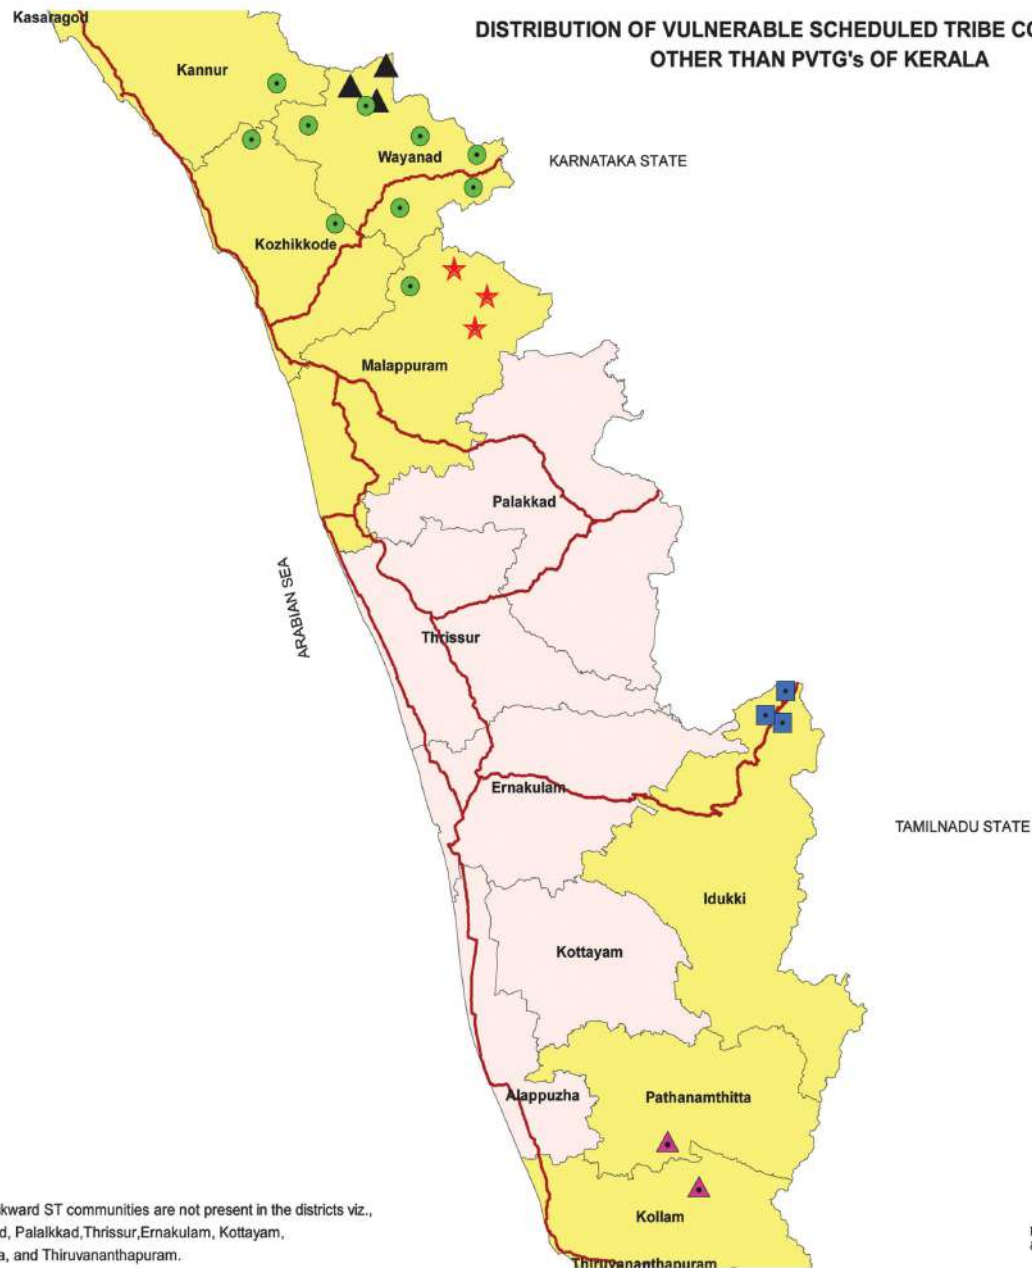 DISTRIBUTION OF VULNERABLE SCHEDULED TRIBE
OTHER THAN PVTG's OF KERALA
Kasaragod
Kannur
Wayanad
KARNATAKA STATE
Kozhikkode
Malappuram
Palakkad
ARABIAN SEA
Thrissur
Ernakulam
TAMILNADU STATE
Idukki
Kottayam
Alappuzha
Pathanamthitta
Kollam
Thiruvananthapuram
kward ST communities are not present in the districts viz.,
d, Palalkkad,Thrissur,Ernakulam, Kottayam,
a, and Thiruvananthapuram.